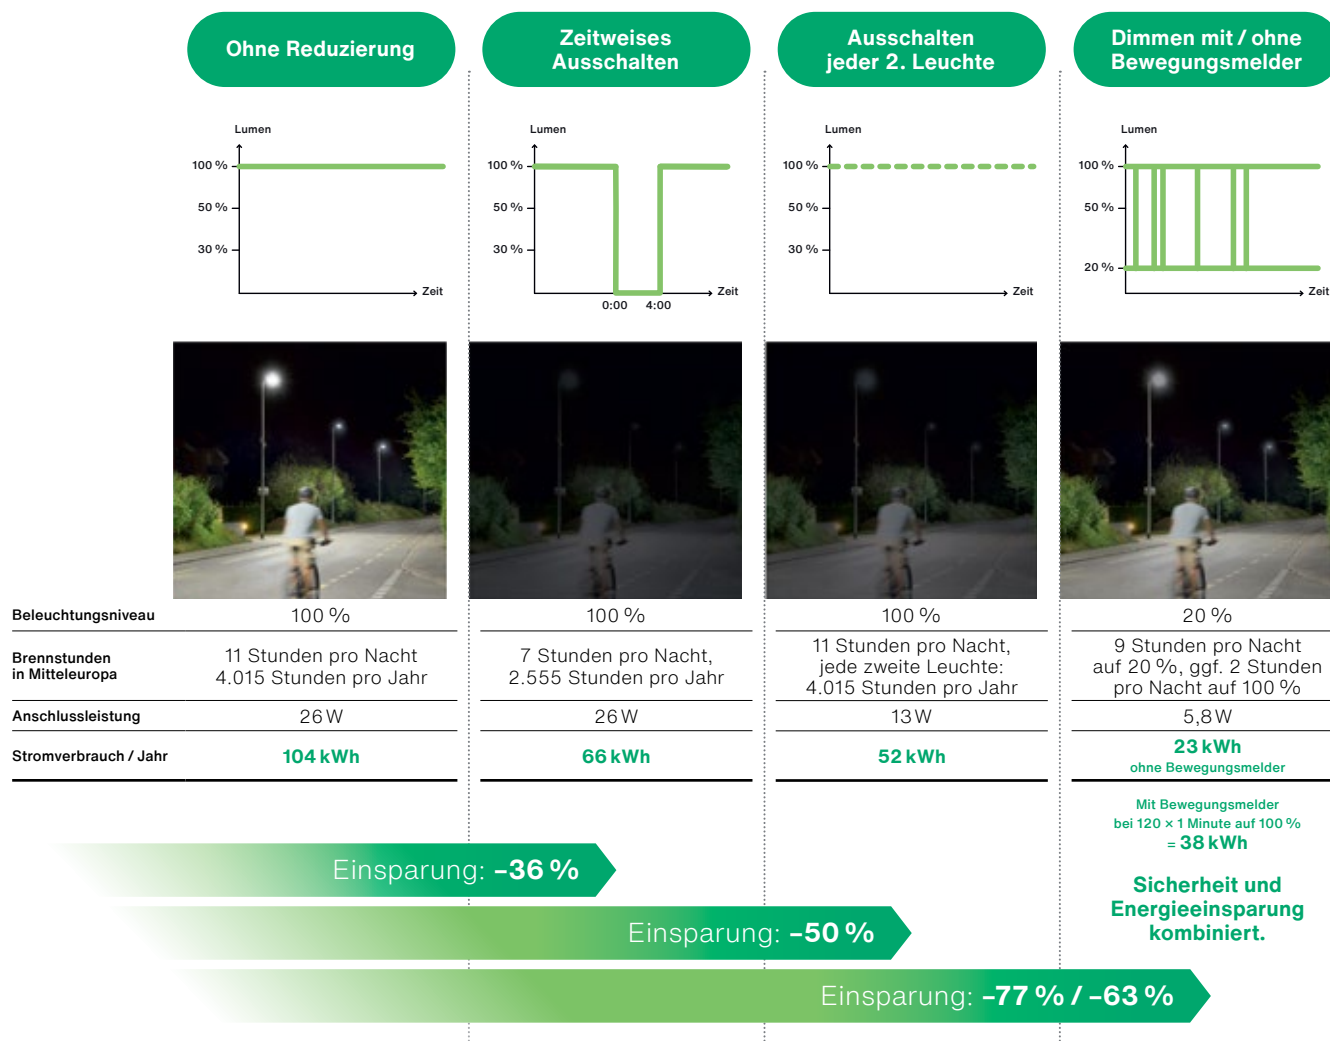 Ohne Reduzierung
Zeitweises
Ausschalten
Ausschalten
jeder 2. Leuchte
Dimmen mit / ohne
Bewegungsmelder
Lumen
100 %
50 %
30 %
Zeit
Lumen
100 %
50 %
30 %
0:00
4:00
Zeit
Lumen
100 %
50 %
30 %
Zeit
Lumen
100 %
50 %
20 %
Zeit
Beleuchtungsniveau
100 %
100 %
100 %
20 %
Brennstunden
in Mitteleuropa
11 Stunden pro Nacht
4.015 Stunden pro Jahr
7 Stunden pro Nacht,
2.555 Stunden pro Jahr
11 Stunden pro Nacht,
jede zweite Leuchte:
4.015 Stunden pro Jahr
9 Stunden pro Nacht
auf 20 %, ggf. 2 Stunden
pro Nacht auf 100 %
Anschlussleistung
26 W
26 W
13 W
5,8 W
Stromverbrauch / Jahr
104 kWh
66 kWh
52 kWh
23 kWh
ohne Bewegungsmelder
Mit Bewegungsmelder
bei 120 × 1 Minute auf 100 %
= 38 kWh
Sicherheit und
Energieeinsparung
kombiniert.
Einsparung: –36 %
Einsparung: –50 %
Einsparung: –77 % / –63 %